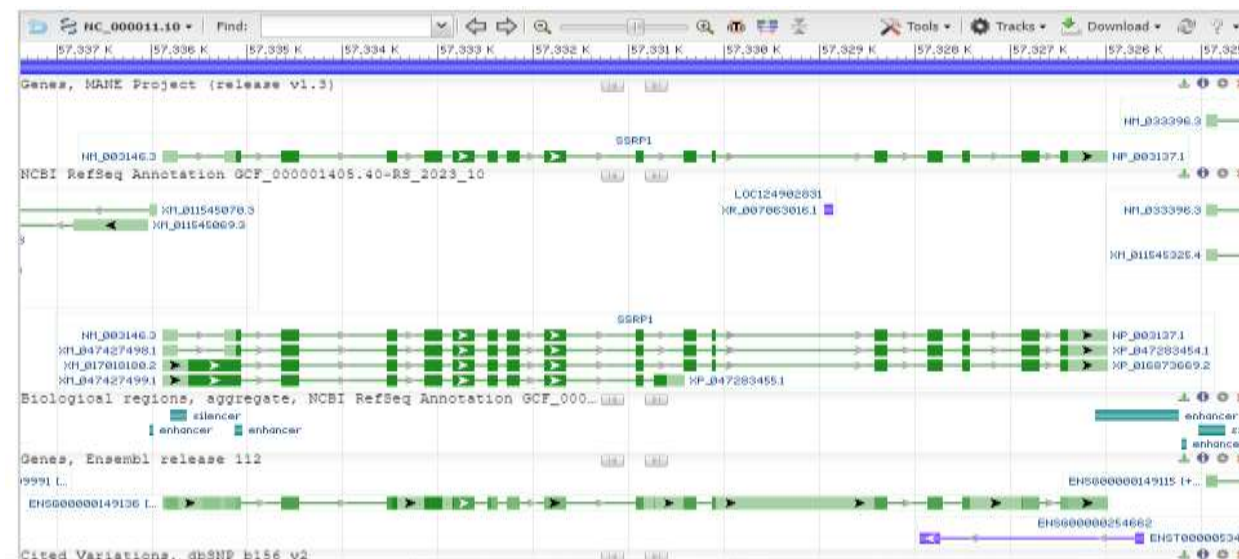 NC_000011.10 Find: Tools Tracks Download ?
57,337 K 57,336 K 57,335 K 57,334 K 57,333 K 57,332 K 57,331 K 57,330 K 57,329 K 57,328 K 57,327 K 57,326 K
Genes, MANE Project (release v1.3)
NM_033396.3
SSRP1
NM_003146.3 NP_003137.1
NCBI RefSeq Annotation GCF_000001405.40-RS_2023_10
LOC124902831
XM_011545070.3 XR_007063016.1 NM_033396.3
XM_011545069.3
XM_011545325.4
SSRP1
NM_003146.3 NP_003137.1
XM_047427498.1 XP_047283454.1
XM_017018100.2 XP_016873669.2
XM_047427499.1 XP_047283455.1
Biological regions, aggregate, NCBI RefSeq Annotation GCF_000…
silencer enhancer
enhancer enhancer
enhance
Genes, Ensembl release 112
9991 (… ENSG00000149115 (+…
ENSG00000149136 (…
ENSG00000254662
ENST00000534
Cited Variations, dbSNP b156 v2